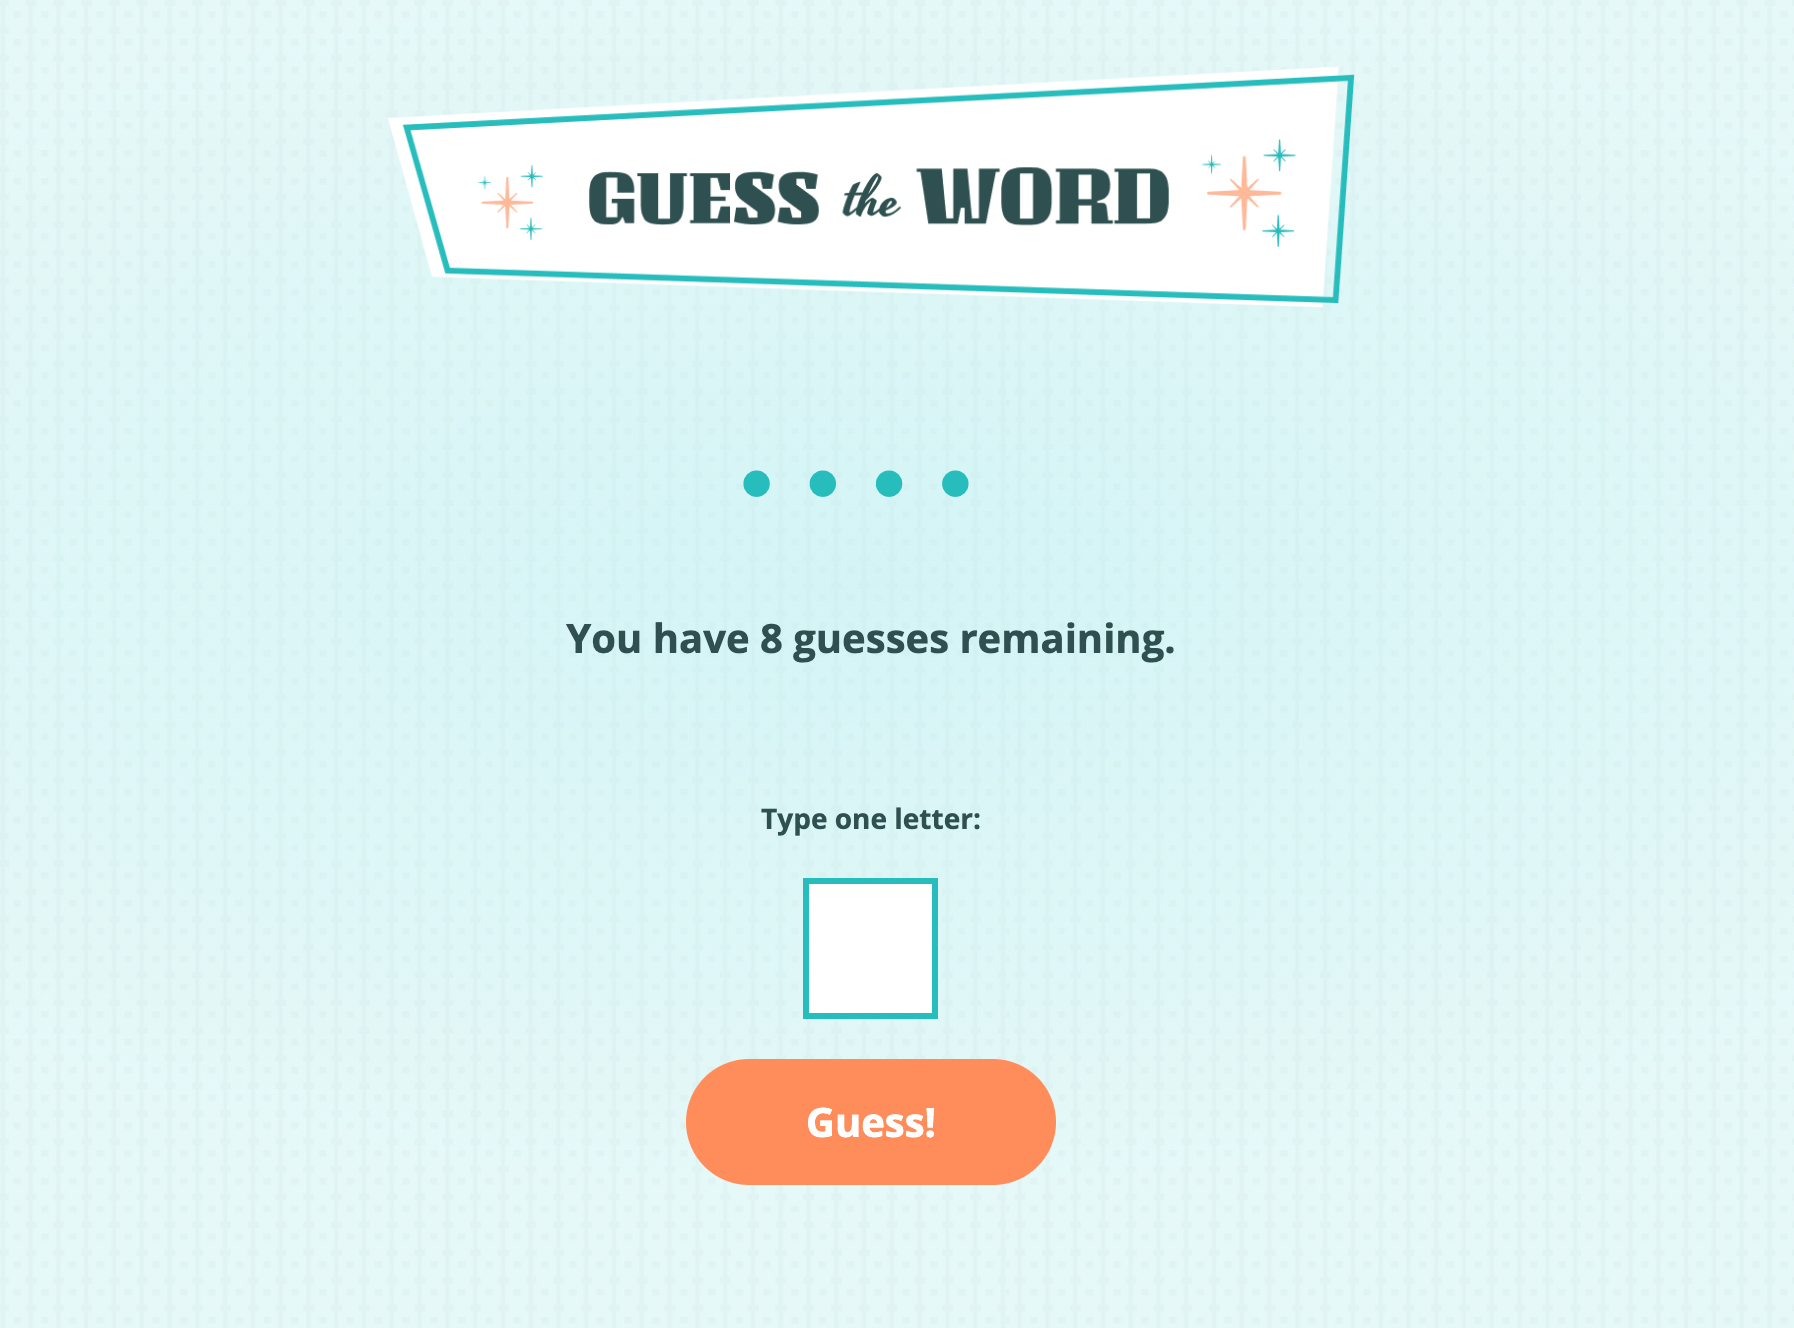 GUESS the WORD
● ● ● ●
You have 8 guesses remaining.
Type one letter:
Guess!